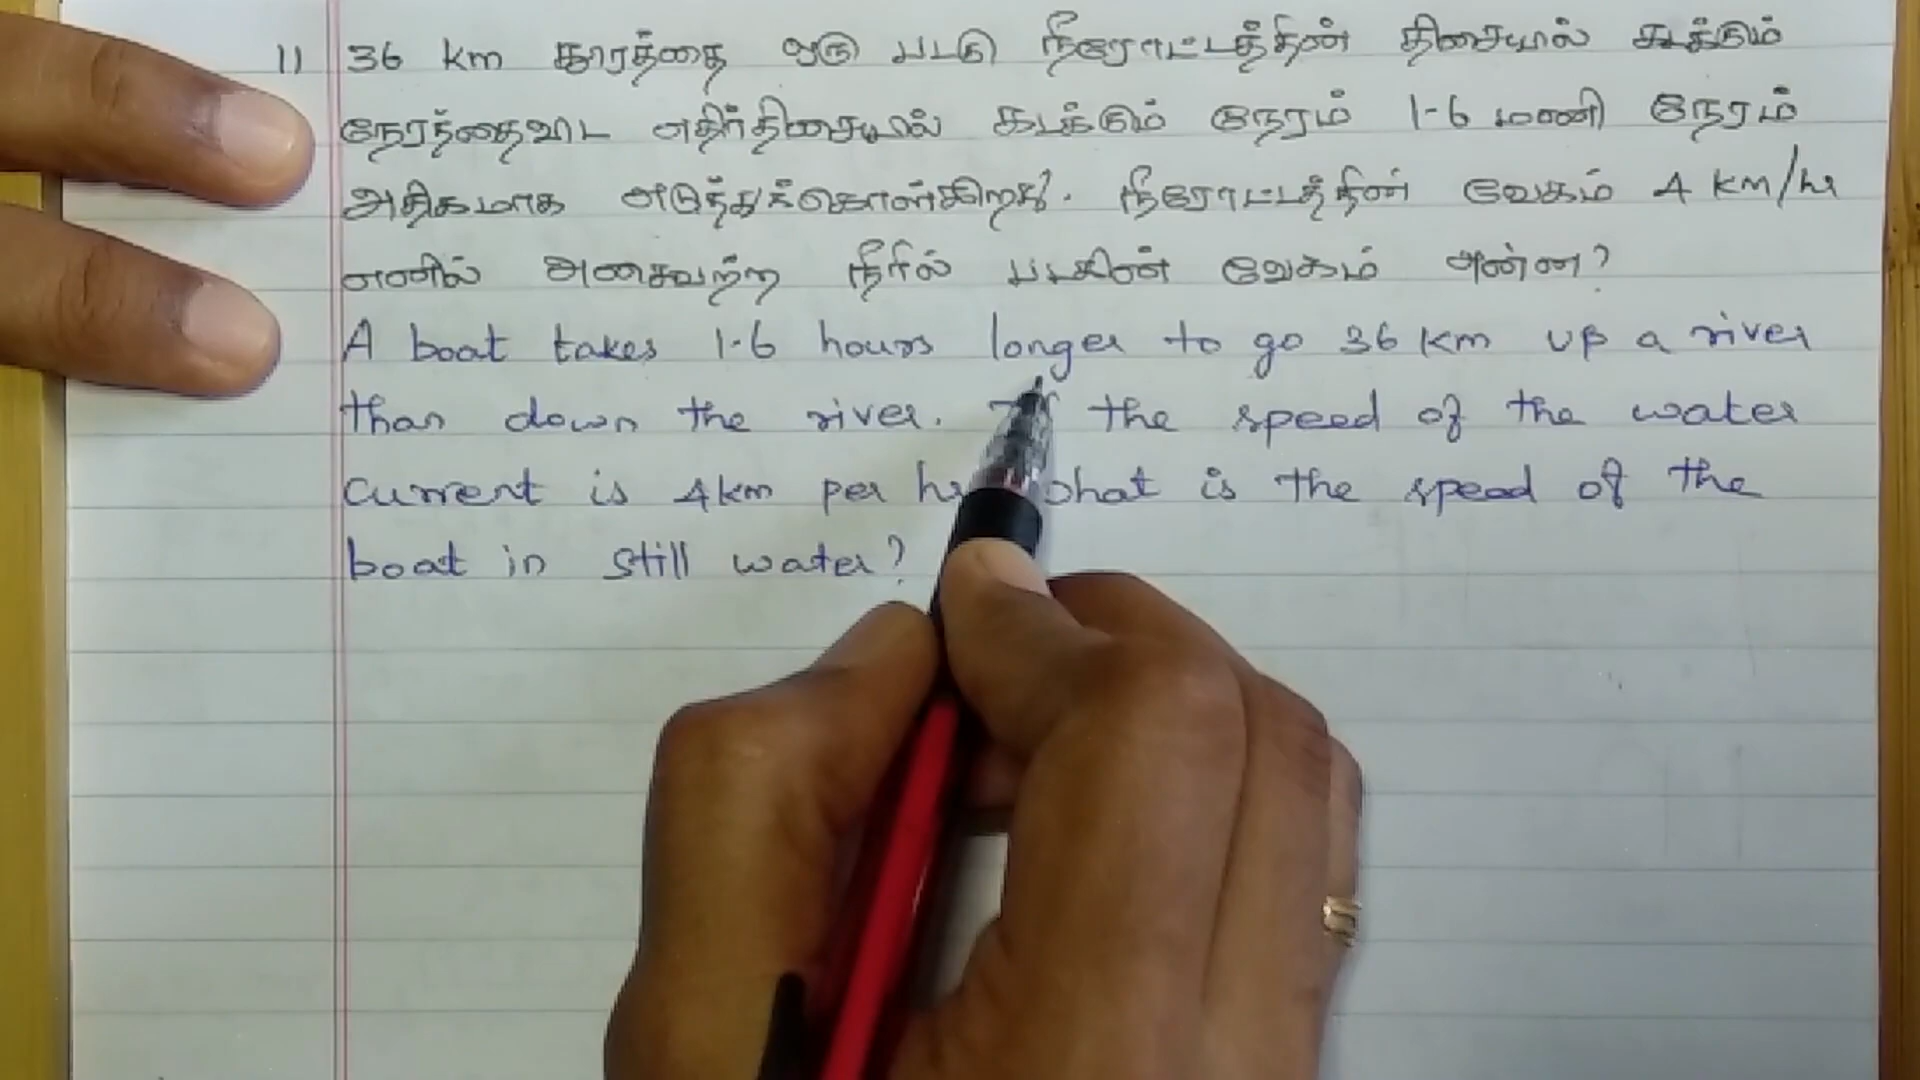 11 36 km தூரத்தை ஒரு படகு நீரோட்டத்தின் திசையில் கடக்கும்
நேரத்தைவிட எதிர்திசையில் கடக்கும் நேரம் 1.6 மணி நேரம்
அதிகமாக எடுத்துக்கொள்கிறது. நீரோட்டத்தின் வேகம் 4 km/hr
எனில் அசைவற்ற நீரில் படகின் வேகம் என்ன?
A boat takes 1.6 hours longer to go 36 km up a river
than down the river. If the speed of the water
current is 4km per hr what is the speed of the
boat in still water?